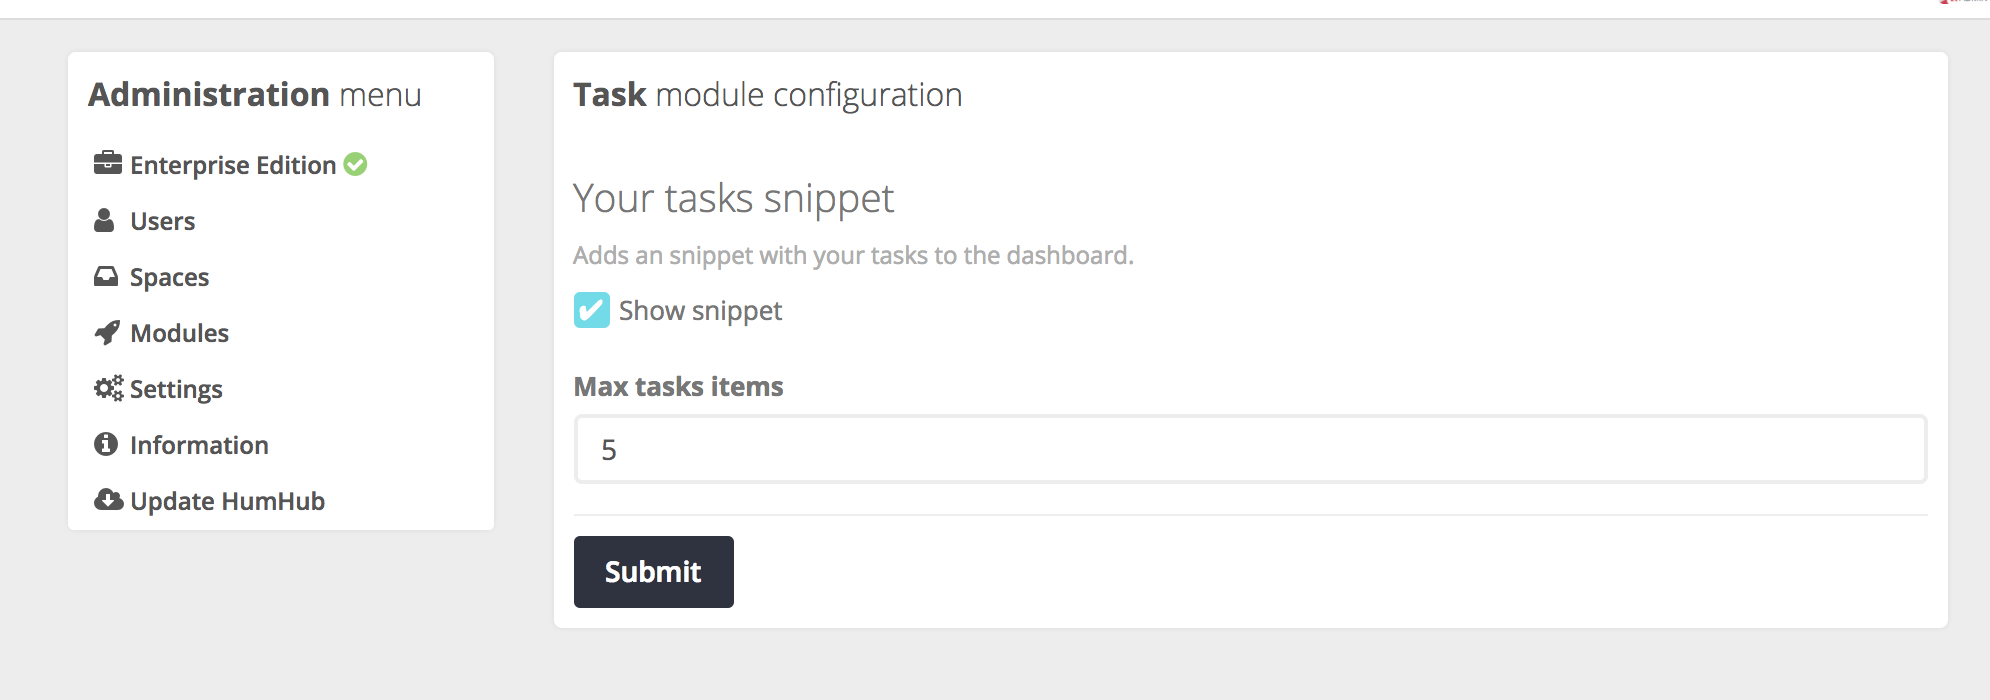 Administration menu
Enterprise Edition
Users
Spaces
Modules
Settings
Information
Update HumHub
Task module configuration
Your tasks snippet
Adds an snippet with your tasks to the dashboard.
Show snippet
Max tasks items
5
Submit